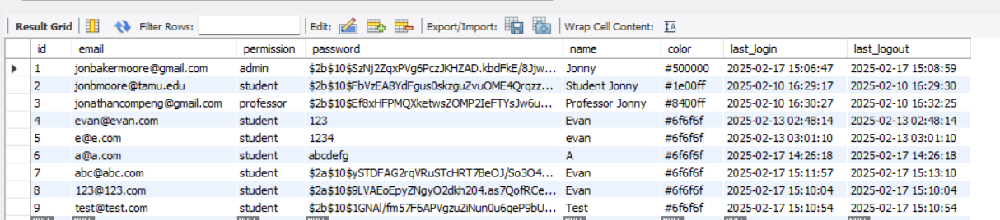 Result Grid Filter Rows: Edit: Export/Import: Wrap Cell Content: IA
id email permission password name color last_login last_logout
1 jonbakermoore@gmail.com admin $2b$10$SzNj2ZqxPVg6PczJKHZAD.kbdFkE/8Jjw... Jonny #500000 2025-02-17 15:06:47 2025-02-17 15:08:59
2 jonbmoore@tamu.edu student $2b$10$FbVzEA8YdFgus0skzguZvuOME4Qrqzz... Student Jonny #1e00ff 2025-02-10 16:29:17 2025-02-10 16:29:30
3 jonathancompeng@gmail.com professor $2b$10$Ef8xHFPMQXketwsZOMP2IeFTYsJw6u... Professor Jonny #8400ff 2025-02-10 16:30:27 2025-02-10 16:32:25
4 evan@evan.com student 123 Evan #6f6f6f 2025-02-13 02:48:14 2025-02-13 02:48:14
5 e@e.com student 1234 evan #6f6f6f 2025-02-13 03:01:10 2025-02-13 03:01:10
6 a@a.com student abcdefg A #6f6f6f 2025-02-17 14:26:18 2025-02-17 14:26:18
7 abc@abc.com student $2a$10$ySTDFAG2rqVRuSTcHRT7BeOJ/So3O4... Evan #6f6f6f 2025-02-17 15:11:57 2025-02-17 15:13:10
8 123@123.com student $2a$10$9LVAEoEpyZNgyO2dkh204.as7QofRCe... Evan #6f6f6f 2025-02-17 15:10:04 2025-02-17 15:10:04
9 test@test.com student $2b$10$1GNAl/fm57F6APVgzuZiNun0u6qeP9bU... Test #6f6f6f 2025-02-17 15:10:54 2025-02-17 15:10:54